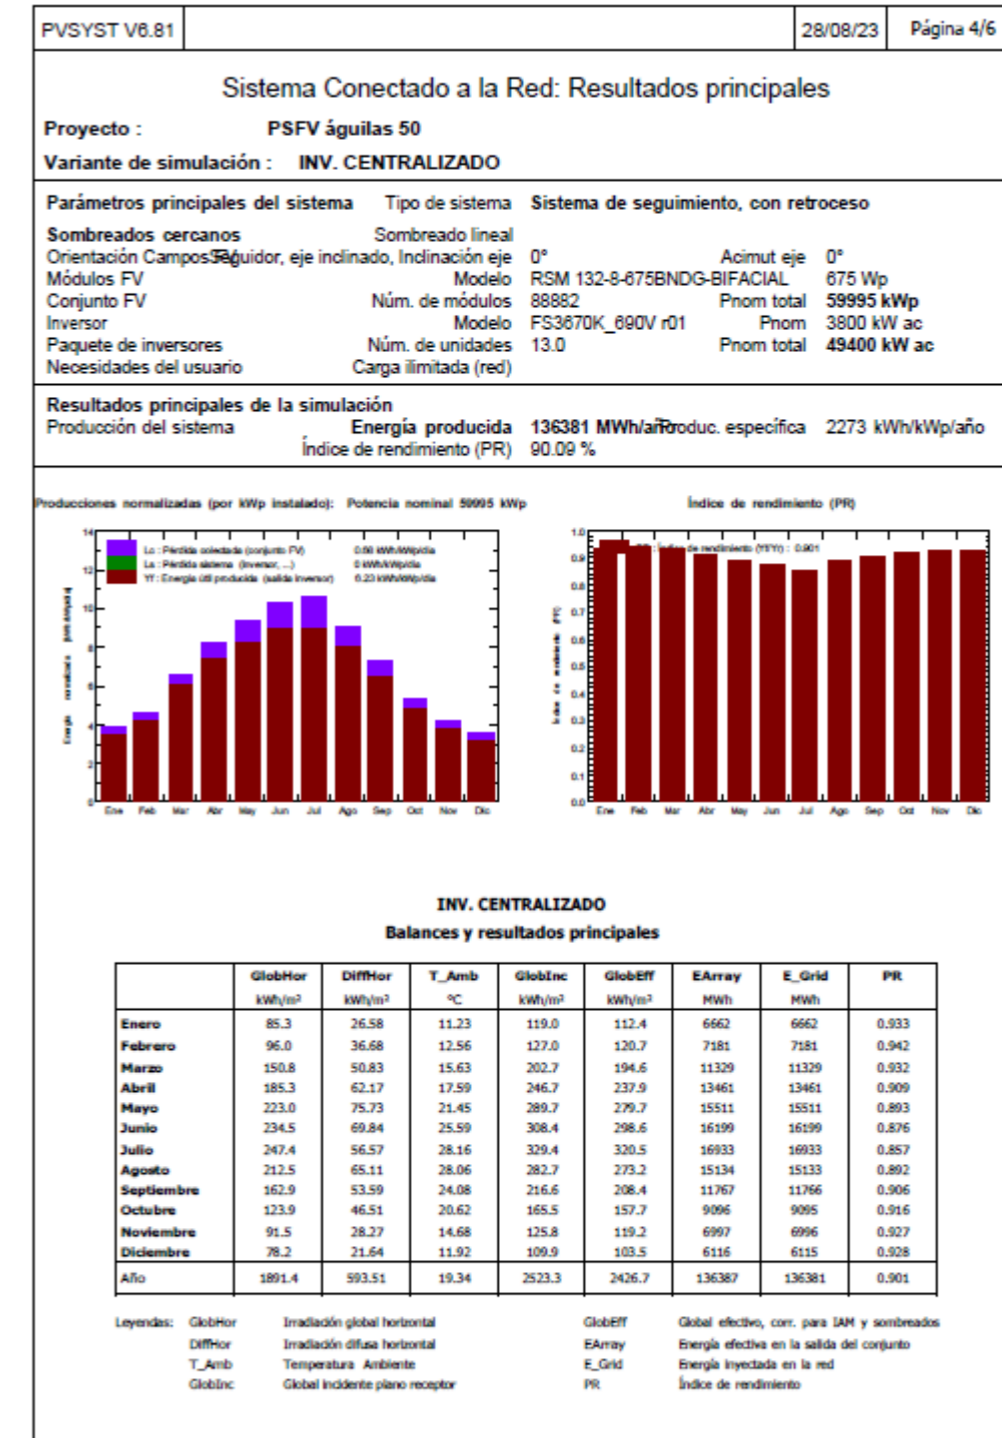 PVSYST V6.81 28/08/23 Página 4/6
Sistema Conectado a la Red: Resultados principales
Proyecto : PSFV águilas 50
Variante de simulación : INV. CENTRALIZADO
Parámetros principales del sistema Tipo de sistema Sistema de seguimiento, con retroceso
Sombreados cercanos Sombreado lineal
Orientación Campos FV Seguidor, eje inclinado, Inclinación eje 0° Acimut eje 0°
Módulos FV Modelo RSM 132-8-675BNDG-BIFACIAL 675 Wp
Conjunto FV Núm. de módulos 88882 Pnom total 59995 kWp
Inversor Modelo FS3670K_690V r01 Pnom 3800 kW ac
Paquete de inversores Núm. de unidades 13.0 Pnom total 49400 kW ac
Necesidades del usuario Carga ilimitada (red)
Resultados principales de la simulación
Producción del sistema Energía producida 136381 MWh/año Produc. específica 2273 kWh/kWp/año
Índice de rendimiento (PR) 90.09 %
Producciones normalizadas (por kWp instalado): Potencia nominal 59995 kWp
14
12
10
8
6
4
2
0
Energía normalizada
Lc : Pérdida colectada (conjunto FV) 0.68 kWh/kWp/día
Ls : Pérdida sistema (inversor, ...) 0 kWh/kWp/día
Yf : Energía útil producida (salida inversor) 6.23 kWh/kWp/día
Ene Feb Mar Abr May Jun Jul Ago Sep Oct Nov Dic
Índice de rendimiento (PR)
1.0
0.9
0.8
0.7
0.6
0.5
0.4
0.3
0.2
0.1
0.0
Índice de rendimiento (PR)
: Índice de rendimiento (Yf/Yr) : 0.901
Ene Feb Mar Abr May Jun Jul Ago Sep Oct Nov Dic
INV. CENTRALIZADO
Balances y resultados principales
GlobHor DiffHor T_Amb GlobInc GlobEff EArray E_Grid PR
kWh/m² kWh/m² °C kWh/m² kWh/m² MWh MWh
Enero 85.3 26.58 11.23 119.0 112.4 6662 6662 0.933
Febrero 96.0 36.68 12.56 127.0 120.7 7181 7181 0.942
Marzo 150.8 50.83 15.63 202.7 194.6 11329 11329 0.932
Abril 185.3 62.17 17.59 246.7 237.9 13461 13461 0.909
Mayo 223.0 75.73 21.45 289.7 279.7 15511 15511 0.893
Junio 234.5 69.84 25.59 308.4 298.6 16199 16199 0.876
Julio 247.4 56.57 28.16 329.4 320.5 16933 16933 0.857
Agosto 212.5 65.11 28.06 282.7 273.2 15134 15133 0.892
Septiembre 162.9 53.59 24.08 216.6 208.4 11767 11766 0.906
Octubre 123.9 46.51 20.62 165.5 157.7 9096 9095 0.916
Noviembre 91.5 28.27 14.68 125.8 119.2 6997 6996 0.927
Diciembre 78.2 21.64 11.92 109.9 103.5 6116 6115 0.928
Año 1891.4 593.51 19.34 2523.3 2426.7 136387 136381 0.901
Leyendas: GlobHor Irradiación global horizontal GlobEff Global efectivo, corr. para IAM y sombreados
DiffHor Irradiación difusa horizontal EArray Energía efectiva en la salida del conjunto
T_Amb Temperatura Ambiente E_Grid Energía inyectada en la red
GlobInc Global incidente plano receptor PR Índice de rendimiento